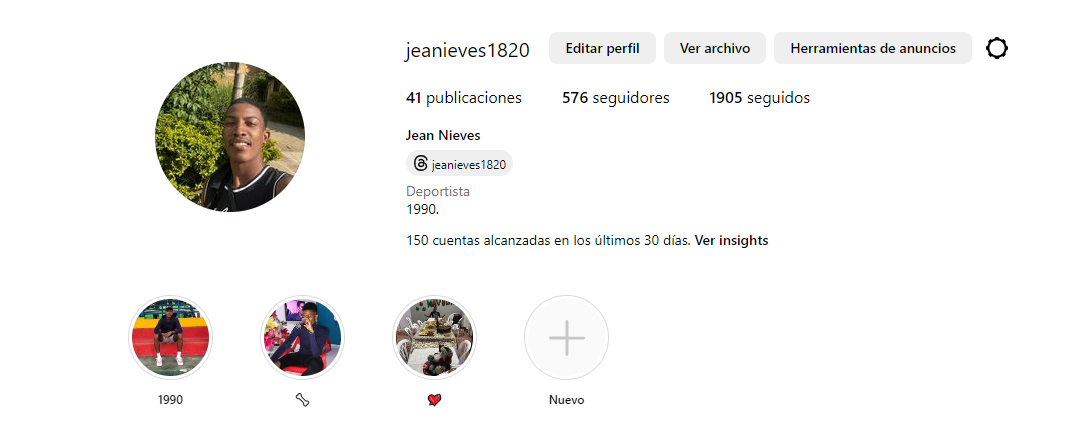 jeanieves1820 Editar perfil Ver archivo Herramientas de anuncios
41 publicaciones 576 seguidores 1905 seguidos
Jean Nieves
jeanieves1820
Deportista
1990.
150 cuentas alcanzadas en los últimos 30 días. Ver insights
1990 🦴 ❤️ Nuevo